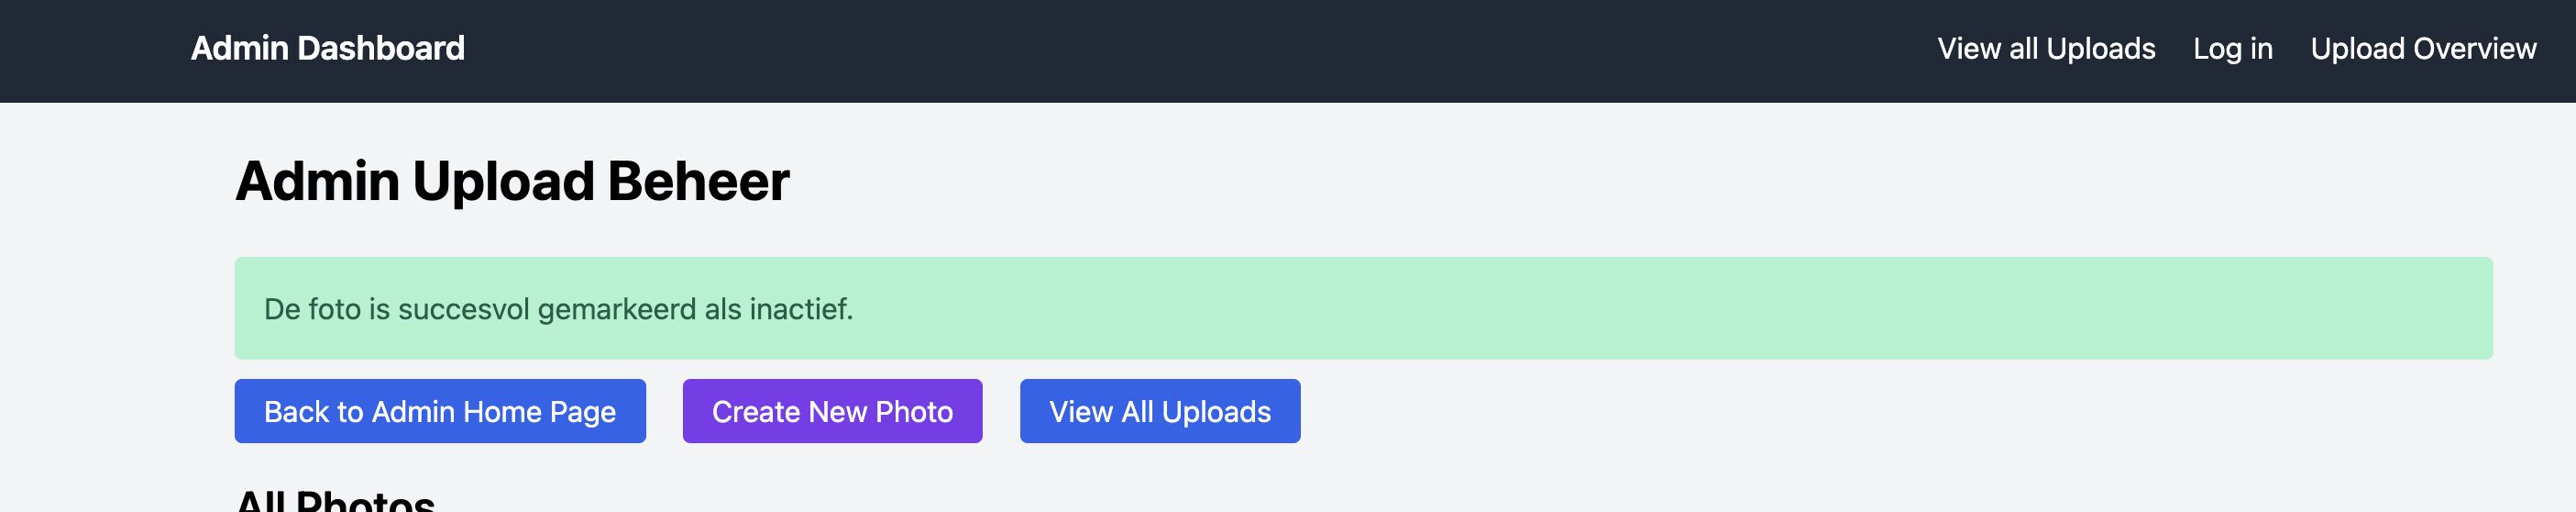 Admin Dashboard
View all Uploads Log in Upload Overview
Admin Upload Beheer
De foto is succesvol gemarkeerd als inactief.
Back to Admin Home Page Create New Photo View All Uploads
All Photos